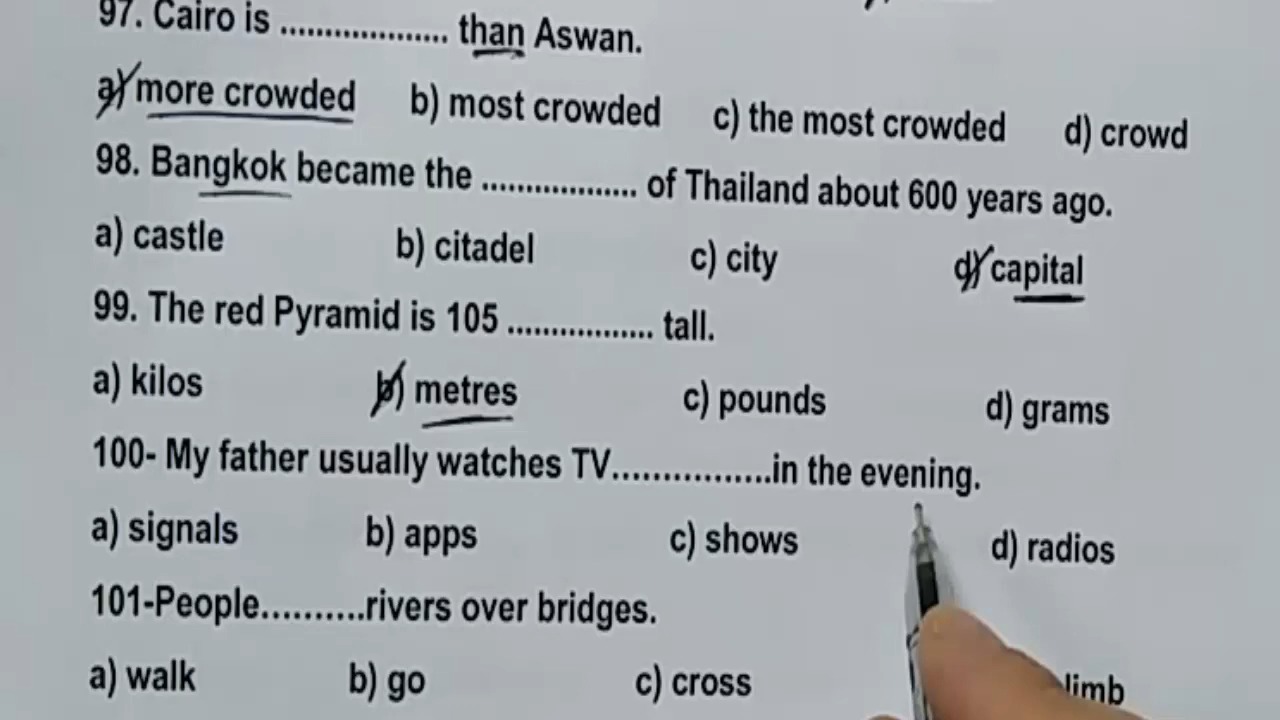 97. Cairo is .................. than Aswan.
a) more crowded b) most crowded c) the most crowded d) crowd
98. Bangkok became the .................. of Thailand about 600 years ago.
a) castle b) citadel c) city d) capital
99. The red Pyramid is 105 ................. tall.
a) kilos b) metres c) pounds d) grams
100- My father usually watches TV................in the evening.
a) signals b) apps c) shows d) radios
101-People..........rivers over bridges.
a) walk b) go c) cross